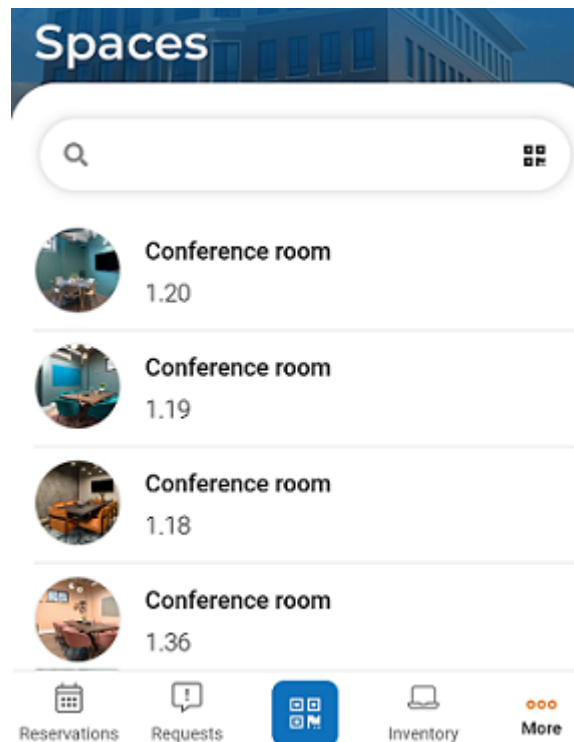 Spaces
Conference room
1.20
Conference room
1.19
Conference room
1.18
Conference room
1.36
Reservations
Requests
Inventory
More